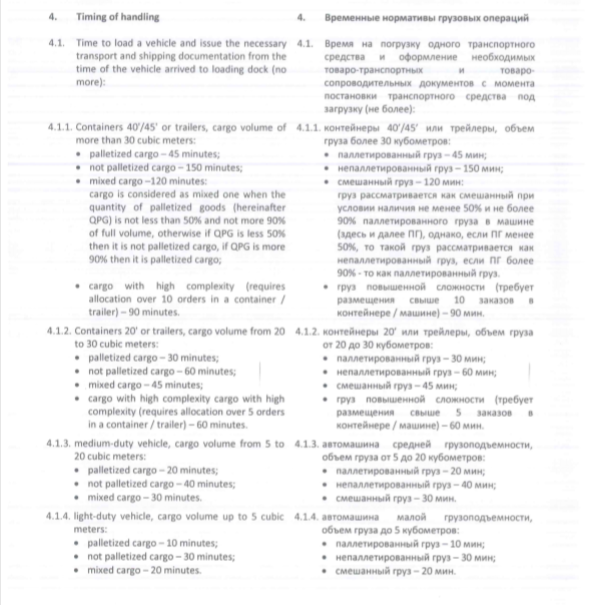 4. Timing of handling
4.1. Time to load a vehicle and issue the necessary
transport and shipping documentation from the
time of the vehicle arrived to loading dock (no
more):
4.1.1. Containers 40'/45' or trailers, cargo volume of
more than 30 cubic meters:
• palletized cargo – 45 minutes;
• not palletized cargo – 150 minutes;
• mixed cargo –120 minutes:
cargo is considered as mixed one when the
quantity of palletized goods (hereinafter
QPG) is not less than 50% and not more 90%
of full volume, otherwise if QPG is less 50%
then it is not palletized cargo, if QPG is more
90% then it is palletized cargo;
• cargo with high complexity (requires
allocation over 10 orders in a container /
trailer) – 90 minutes.
4.1.2. Containers 20' or trailers, cargo volume from 20
to 30 cubic meters:
• palletized cargo – 30 minutes;
• not palletized cargo – 60 minutes;
• mixed cargo – 45 minutes;
• cargo with high complexity cargo with high
complexity (requires allocation over 5 orders
in a container / trailer) – 60 minutes.
4.1.3. medium-duty vehicle, cargo volume from 5 to
20 cubic meters:
• palletized cargo – 20 minutes;
• not palletized cargo – 40 minutes;
• mixed cargo – 30 minutes.
4.1.4. light-duty vehicle, cargo volume up to 5 cubic
meters:
• palletized cargo – 10 minutes;
• not palletized cargo – 30 minutes;
• mixed cargo – 20 minutes.
4. Временные нормативы грузовых операций
4.1. Время на погрузку одного транспортного
средства и оформление необходимых
товаро-транспортных и товаро-
сопроводительных документов с момента
постановки транспортного средства под
загрузку (не более):
4.1.1. контейнеры 40'/45' или трейлеры, объем
груза более 30 кубометров:
• паллетированный груз – 45 мин;
• непаллетированный груз – 150 мин;
• смешанный груз – 120 мин:
груз рассматривается как смешанный при
условии наличия не менее 50% и не более
90% паллетированного груза в машине
(здесь и далее ПГ), однако, если ПГ менее
50%, то такой груз рассматривается как
непаллетированный груз, если ПГ более
90% - то как паллетированный груз.
• груз повышенной сложности (требует
размещения свыше 10 заказов в
контейнере / машине) – 90 мин.
4.1.2. контейнеры 20' или трейлеры, объем груза
от 20 до 30 кубометров:
• паллетированный груз – 30 мин;
• непаллетированный груз – 60 мин;
• смешанный груз – 45 мин;
• груз повышенной сложности (требует
размещения свыше 5 заказов в
контейнере / машине) – 60 мин.
4.1.3. автомашина средней грузоподъемности,
объем груза от 5 до 20 кубометров:
• паллетированный груз – 20 мин;
• непаллетированный груз – 40 мин;
• смешанный груз – 30 мин.
4.1.4. автомашина малой грузоподъемности,
объем груза до 5 кубометров:
• паллетированный груз – 10 мин;
• непаллетированный груз – 30 мин;
• смешанный груз – 20 мин.